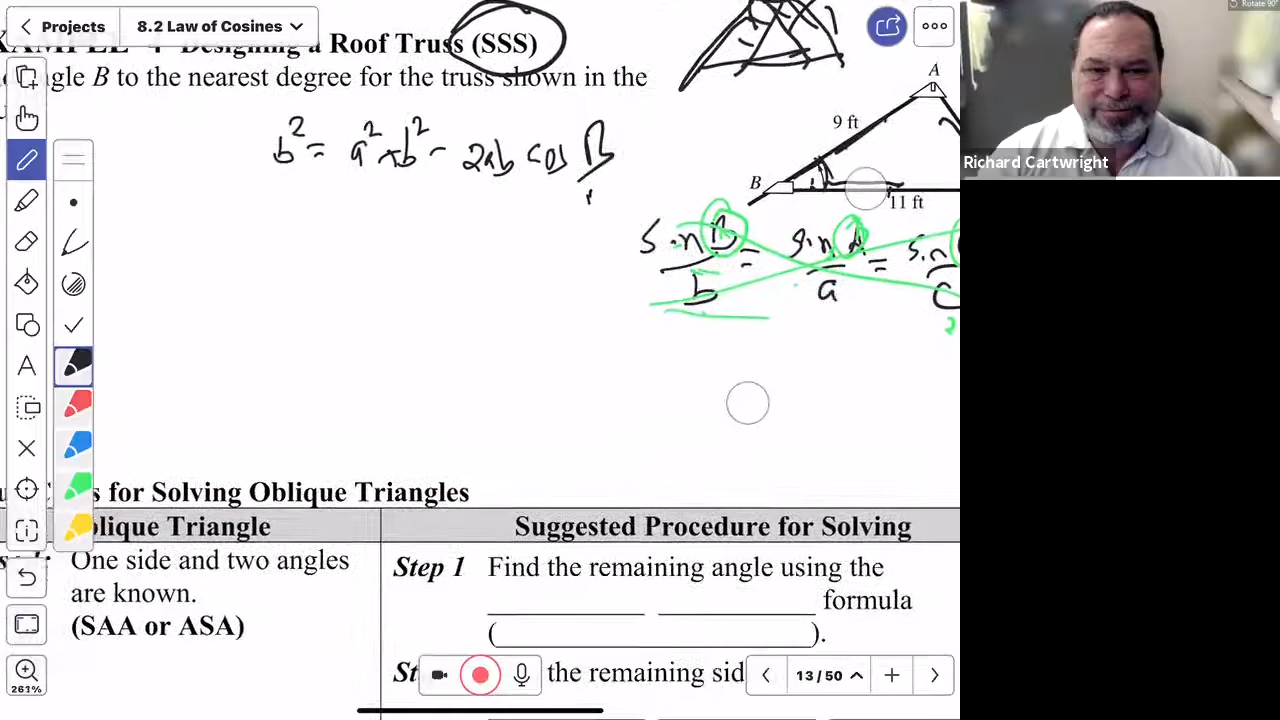 Projects
8.2 Law of Cosines
Designing a Roof Truss (SSS)
angle B to the nearest degree for the truss shown in the
b² = a² + b² - 2ab cos B
A
9 ft
B
11 ft
sin B / b = sin A / a = sin
Richard Cartwright
Rotate 90°
for Solving Oblique Triangles
blique Triangle
Suggested Procedure for Solving
One side and two angles
are known.
(SAA or ASA)
Step 1 Find the remaining angle using the
formula
( ).
the remaining sid
13/50
261%